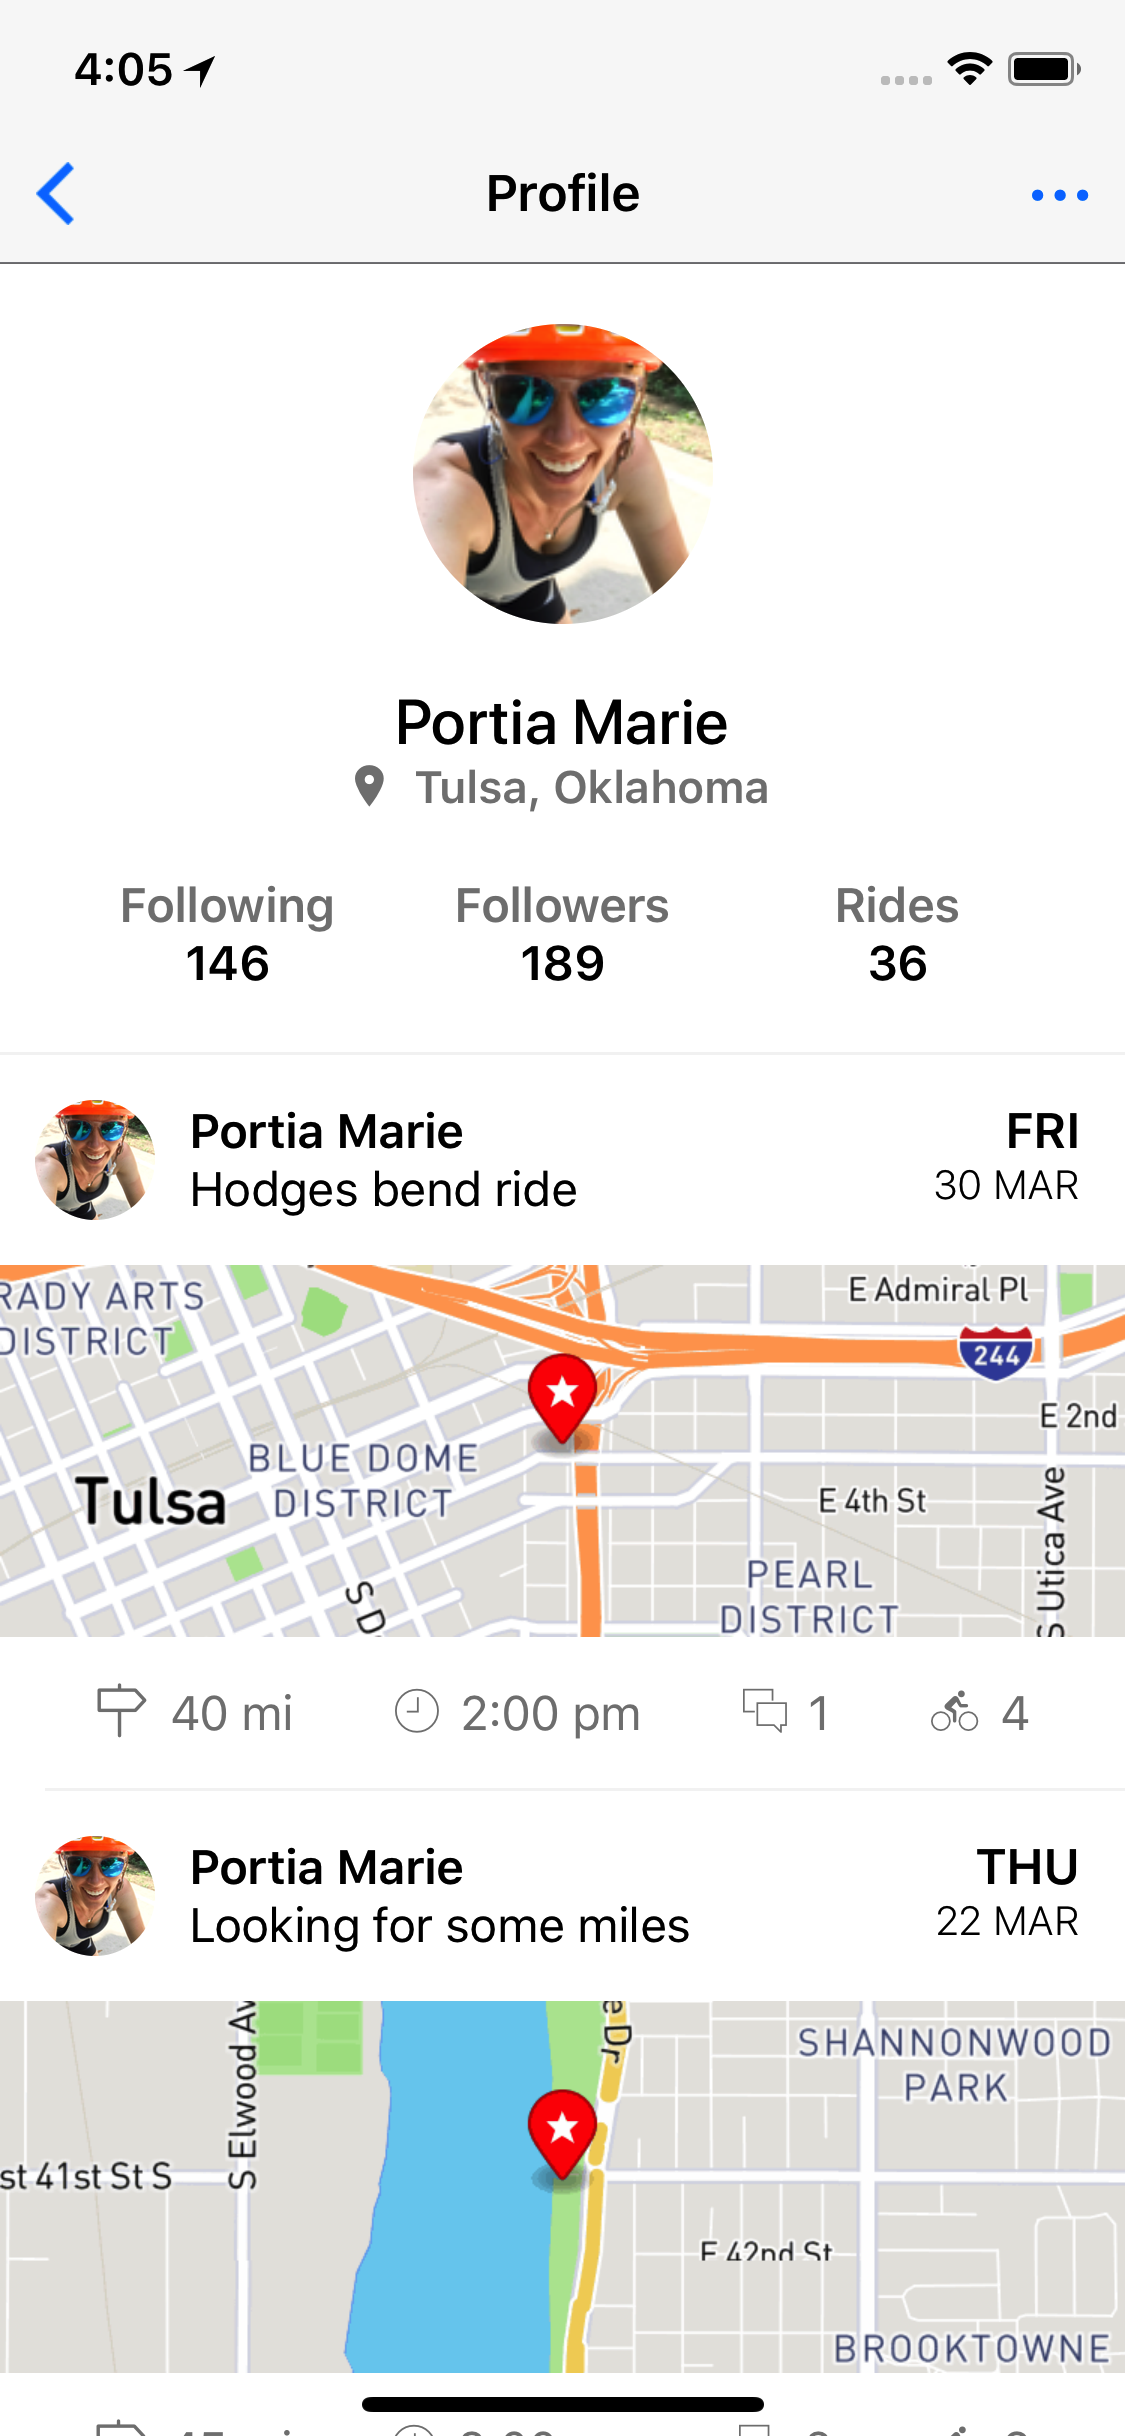 4:05
Profile
Portia Marie
Tulsa, Oklahoma
Following Followers Rides
146 189 36
Portia Marie FRI
Hodges bend ride 30 MAR
RADY ARTS
DISTRICT
E Admiral Pl
244
E 2nd
BLUE DOME
DISTRICT
Tulsa
E 4th St
S Utica Ave
PEARL
DISTRICT
S D
40 mi 2:00 pm 1 4
Portia Marie THU
Looking for some miles 22 MAR
S Elwood Av
e Dr
SHANNONWOOD
PARK
st 41st St S
E 42nd St
BROOKTOWNE